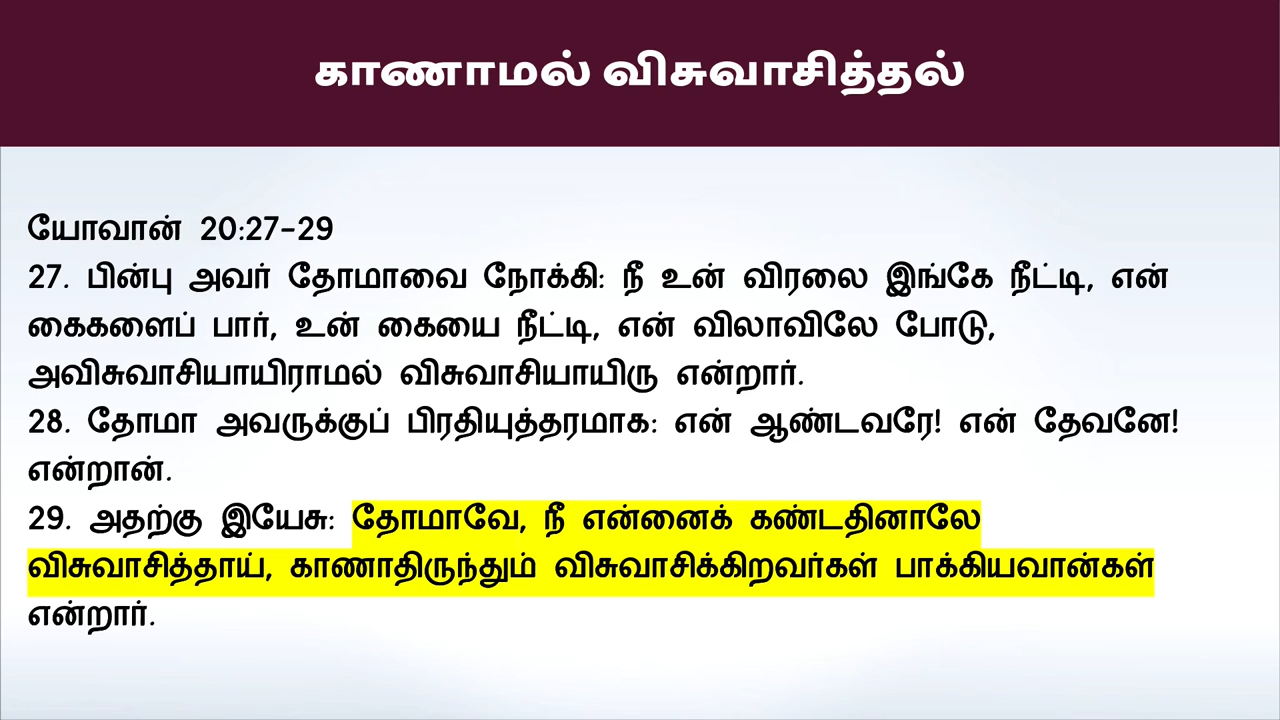 காணாமல் விசுவாசித்தல்
யோவான் 20:27-29
27. பின்பு அவர் தோமாவை நோக்கி: நீ உன் விரலை இங்கே நீட்டி, என்
கைகளைப் பார், உன் கையை நீட்டி, என் விலாவிலே போடு,
அவிசுவாசியாயிராமல் விசுவாசியாயிரு என்றார்.
28. தோமா அவருக்குப் பிரதியுத்தரமாக: என் ஆண்டவரே! என் தேவனே!
என்றான்.
29. அதற்கு இயேசு: தோமாவே, நீ என்னைக் கண்டதினாலே
விசுவாசித்தாய், காணாதிருந்தும் விசுவாசிக்கிறவர்கள் பாக்கியவான்கள்
என்றார்.